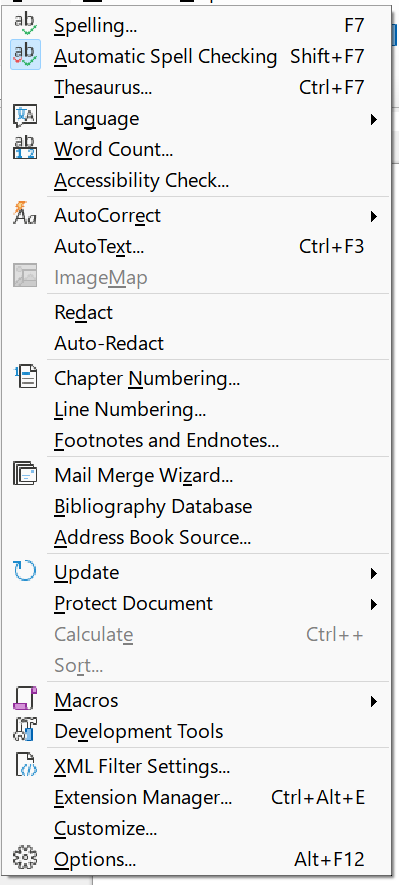 Spelling... F7
Automatic Spell Checking Shift+F7
Thesaurus... Ctrl+F7
Language
Word Count...
Accessibility Check...
AutoCorrect
AutoText... Ctrl+F3
ImageMap
Redact
Auto-Redact
Chapter Numbering...
Line Numbering...
Footnotes and Endnotes...
Mail Merge Wizard...
Bibliography Database
Address Book Source...
Update
Protect Document
Calculate Ctrl++
Sort...
Macros
Development Tools
XML Filter Settings...
Extension Manager... Ctrl+Alt+E
Customize...
Options... Alt+F12